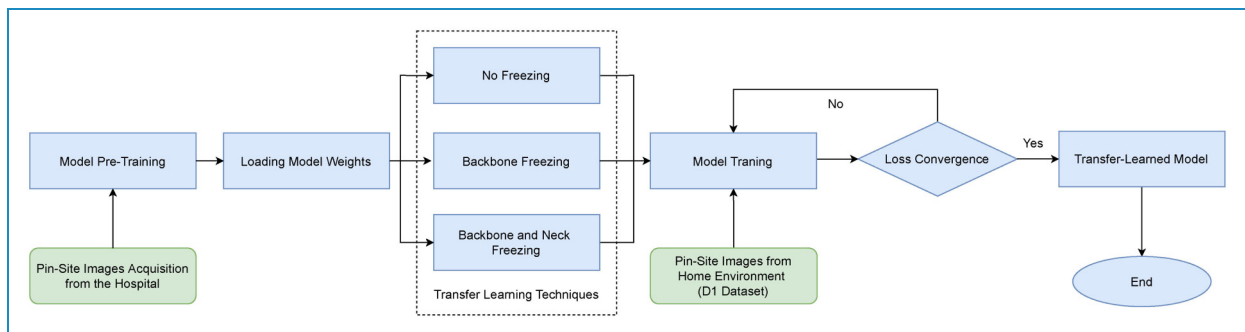 Model Pre-Training
Pin-Site Images Acquisition
from the Hospital
Loading Model Weights
No Freezing
Backbone Freezing
Backbone and Neck
Freezing
Transfer Learning Techniques
Model Traning
Pin-Site Images from
Home Environment
(D1 Dataset)
No
Loss Convergence
Yes
Transfer-Learned Model
End